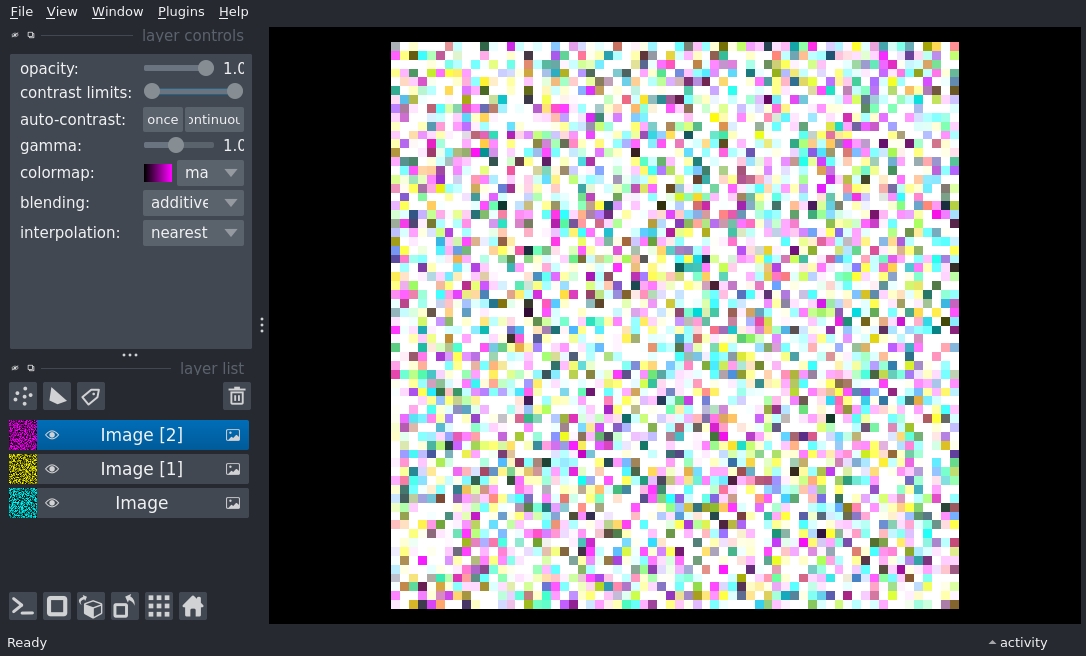 File View Window Plugins Help
layer controls
opacity: 1.0
contrast limits:
auto-contrast: once ontinuou
gamma: 1.0
colormap: ma
blending: additive
interpolation: nearest
layer list
Image [2]
Image [1]
Image
Ready activity